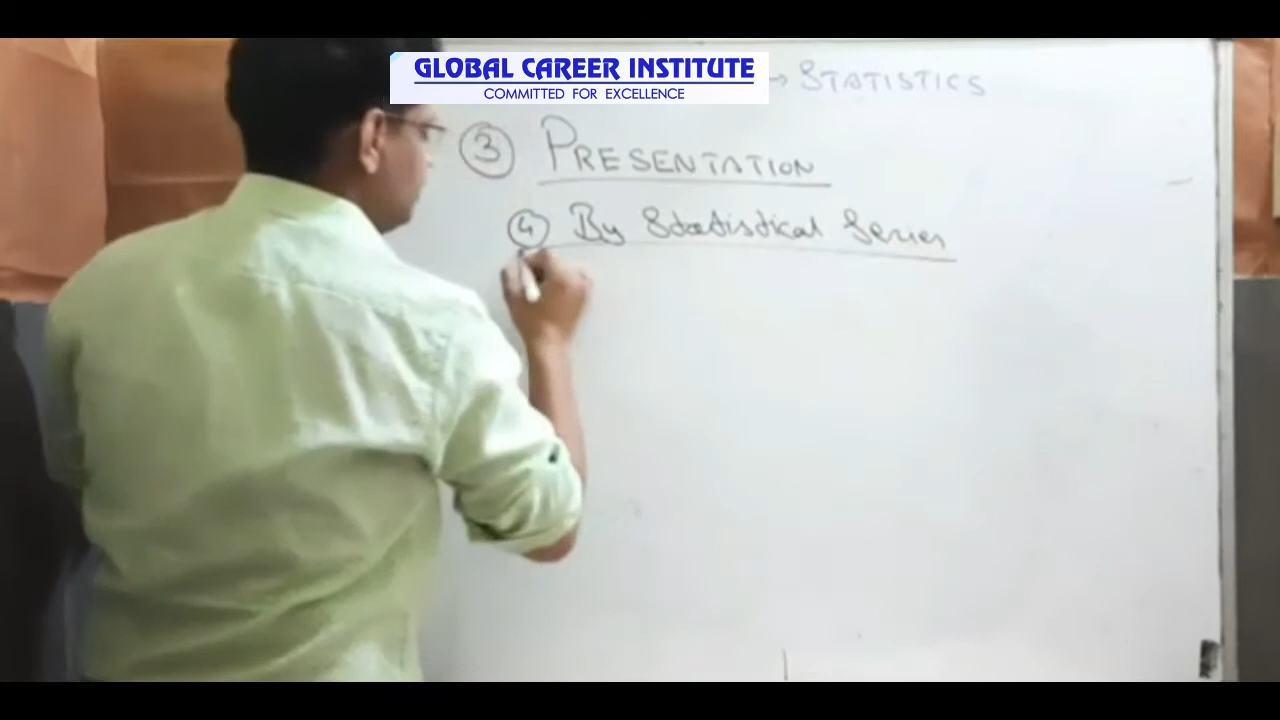 GLOBAL CAREER INSTITUTE
COMMITTED FOR EXCELLENCE
→ STATISTICS
③ PRESENTATION
④ By Statistical Series